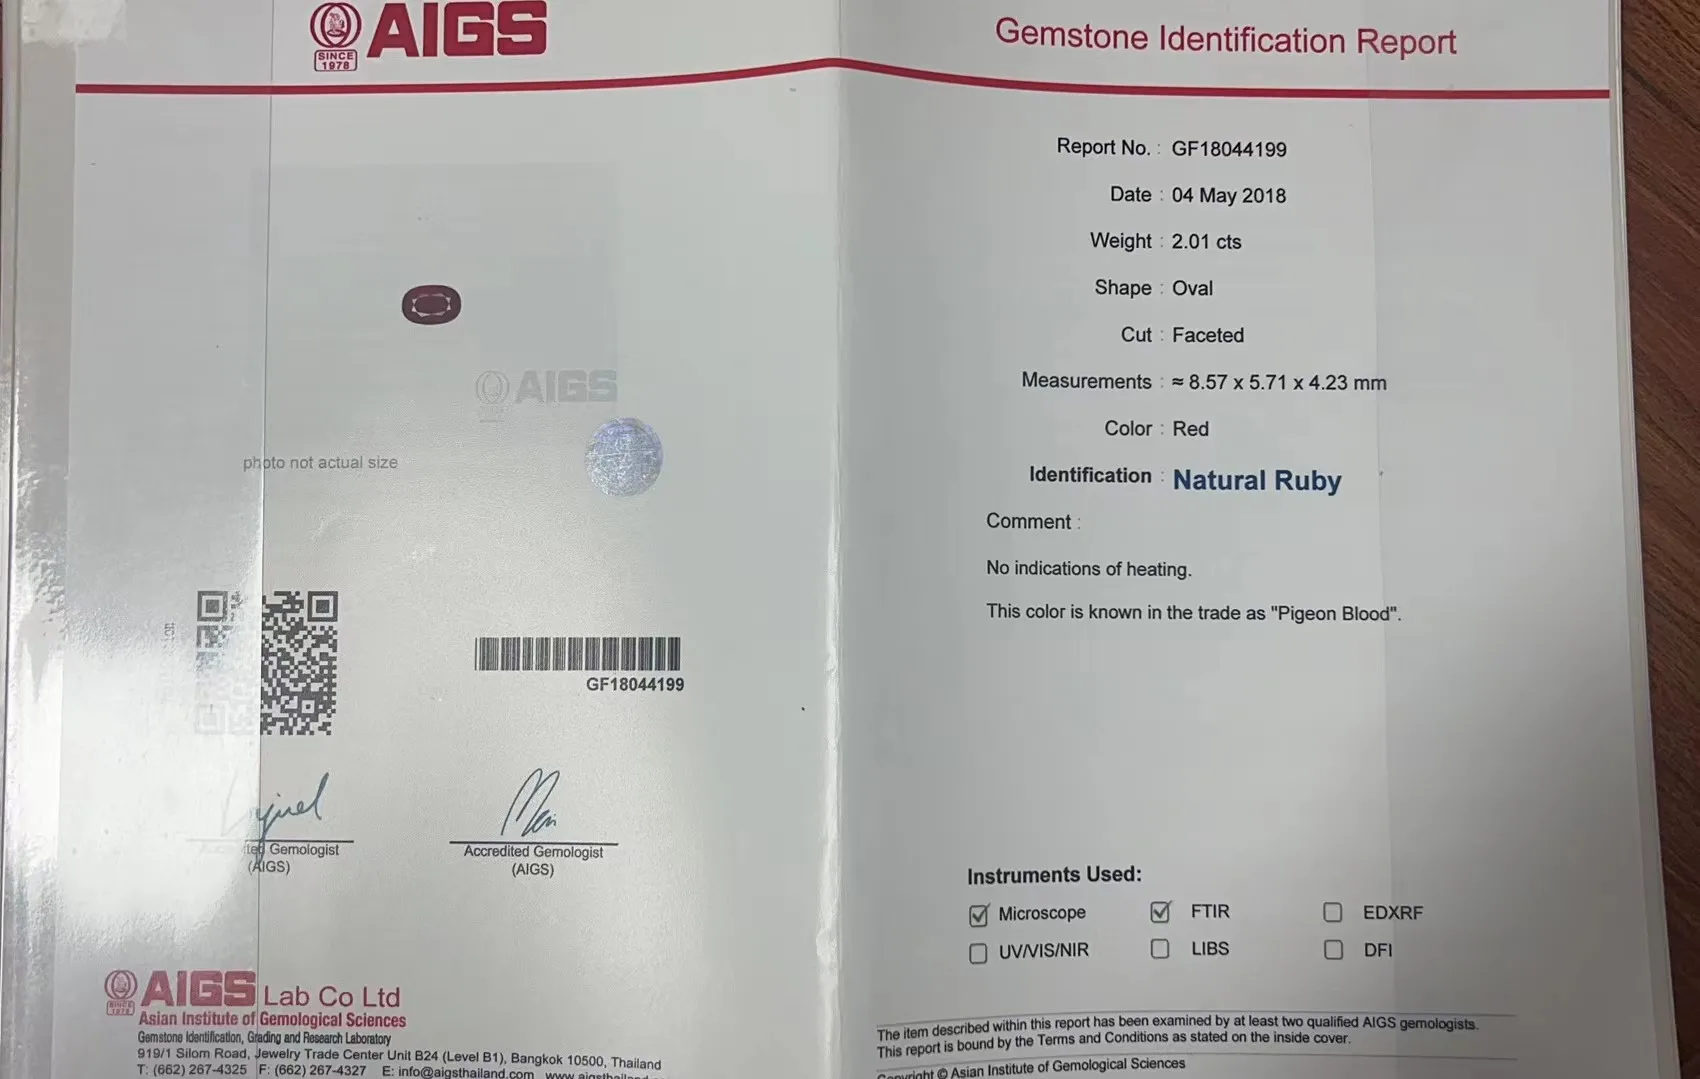 AIGS
SINCE
1978
Gemstone Identification Report
Report No. : GF18044199
Date : 04 May 2018
Weight : 2.01 cts
Shape : Oval
Cut : Faceted
Measurements : ≈ 8.57 x 5.71 x 4.23 mm
Color : Red
Identification : Natural Ruby
Comment :
No indications of heating.
This color is known in the trade as "Pigeon Blood".
AIGS
photo not actual size
GF18044199
Gemologist
(AIGS)
Accredited Gemologist
(AIGS)
Instruments Used:
Microscope
FTIR
EDXRF
UV/VIS/NIR
LIBS
DFI
AIGS Lab Co Ltd
SINCE
1978
Asian Institute of Gemological Sciences
Gemstone Identification, Grading and Research Laboratory
919/1 Silom Road, Jewelry Trade Center Unit B24 (Level B1), Bangkok 10500, Thailand
T: (662) 267-4325 F: (662) 267-4327 E: info@aigsthailand.com
The item described within this report has been examined by at least two qualified AIGS gemologists.
This report is bound by the Terms and Conditions as stated on the inside cover.
Copyright © Asian Institute of Gemological Sciences